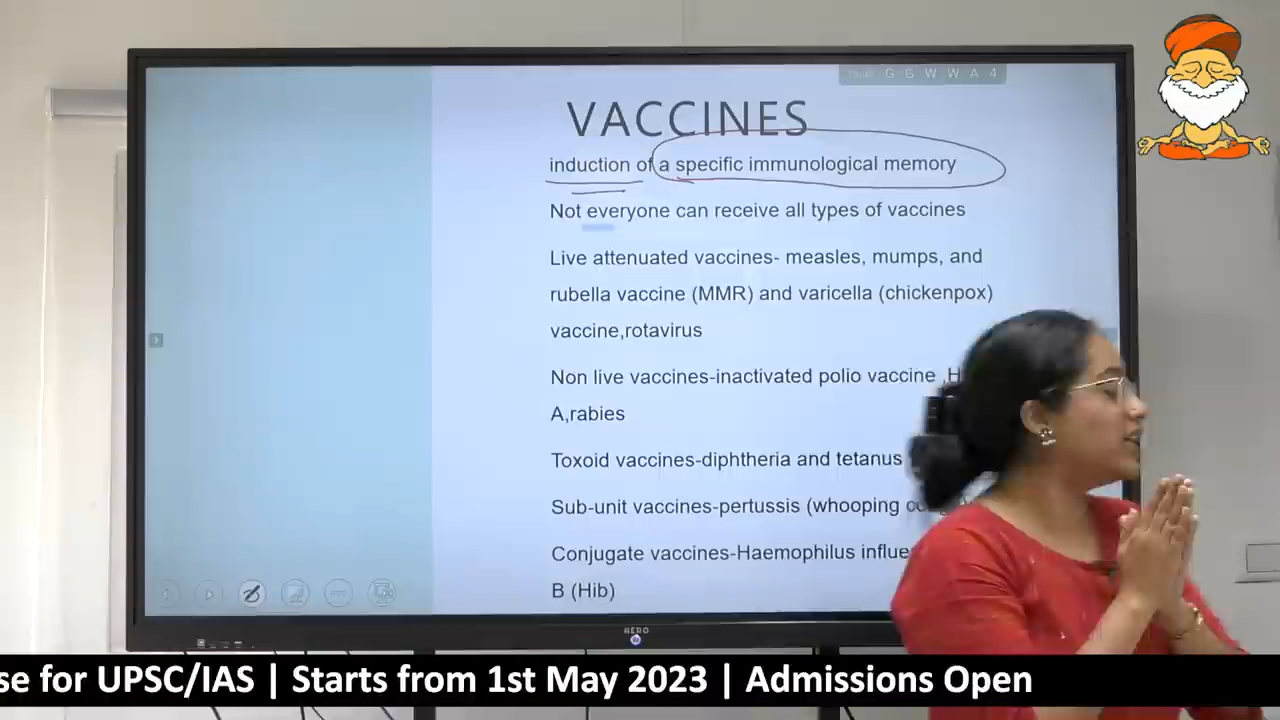 VACCINES
induction of a specific immunological memory
Not everyone can receive all types of vaccines
Live attenuated vaccines- measles, mumps, and
rubella vaccine (MMR) and varicella (chickenpox)
vaccine,rotavirus
Non live vaccines-inactivated polio vaccine ,H
A,rabies
Toxoid vaccines-diphtheria and tetanus
Sub-unit vaccines-pertussis (whooping
Conjugate vaccines-Haemophilus influe
B (Hib)
AERO
se for UPSC/IAS | Starts from 1st May 2023 | Admissions Open